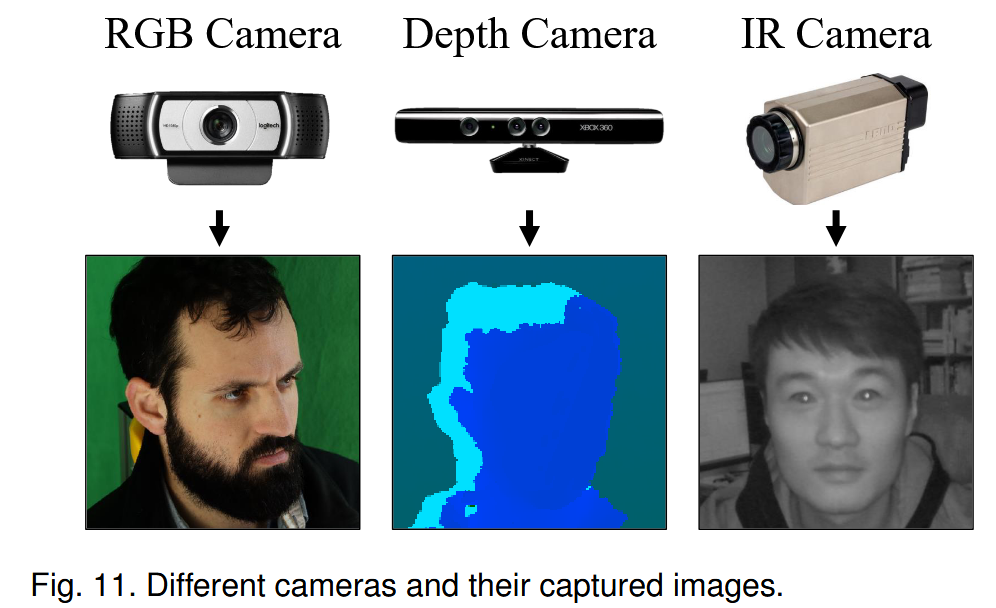 RGB Camera
Depth Camera
IR Camera
HD 1080p
logitech
XBOX 360
KINECT
Fig. 11. Different cameras and their captured images.